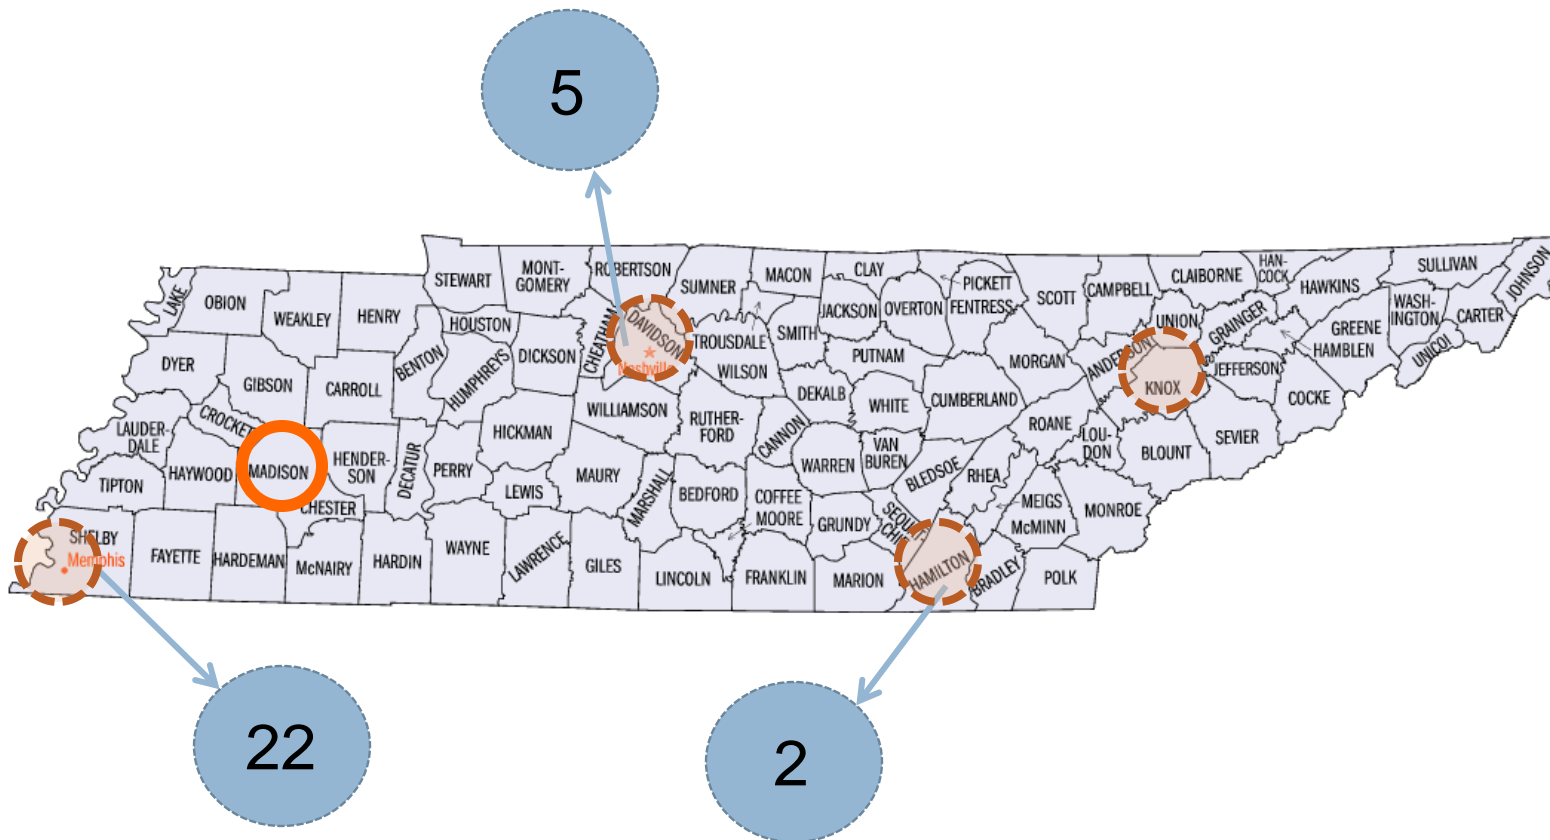 5
STEWART
MONT-
GOMERY
ROBERTSON
SUMNER
MACON
CLAY
PICKETT
SCOTT
CAMPBELL
CLAIBORNE
HAN-
COCK
HAWKINS
SULLIVAN
JOHNSON
LAKE
OBION
WEAKLEY
HENRY
HOUSTON
CHEATHAM
DAVIDSON
Nashville
TROUSDALE
SMITH
JACKSON
OVERTON
FENTRESS
UNION
GRAINGER
GREENE
HAMBLEN
WASH-
INGTON
CARTER
UNICOI
DYER
GIBSON
CARROLL
BENTON
HUMPHREYS
DICKSON
WILSON
PUTNAM
MORGAN
ANDERSON
KNOX
JEFFERSON
COCKE
CROCKET
WILLIAMSON
RUTHER-
FORD
CANNON
DEKALB
WHITE
CUMBERLAND
ROANE
LOU-
DON
BLOUNT
SEVIER
LAUDER-
DALE
HAYWOOD
MADISON
HENDER-
SON
DECATUR
PERRY
HICKMAN
LEWIS
MAURY
MARSHALL
BEDFORD
COFFEE
MOORE
WARREN
VAN
BUREN
BLEDSOE
RHEA
MEIGS
McMINN
MONROE
TIPTON
CHESTER
GRUNDY
SHELBY
Memphis
FAYETTE
HARDEMAN
McNAIRY
HARDIN
WAYNE
LAWRENCE
GILES
LINCOLN
FRANKLIN
MARION
HAMILTON
BRADLEY
POLK
22
2